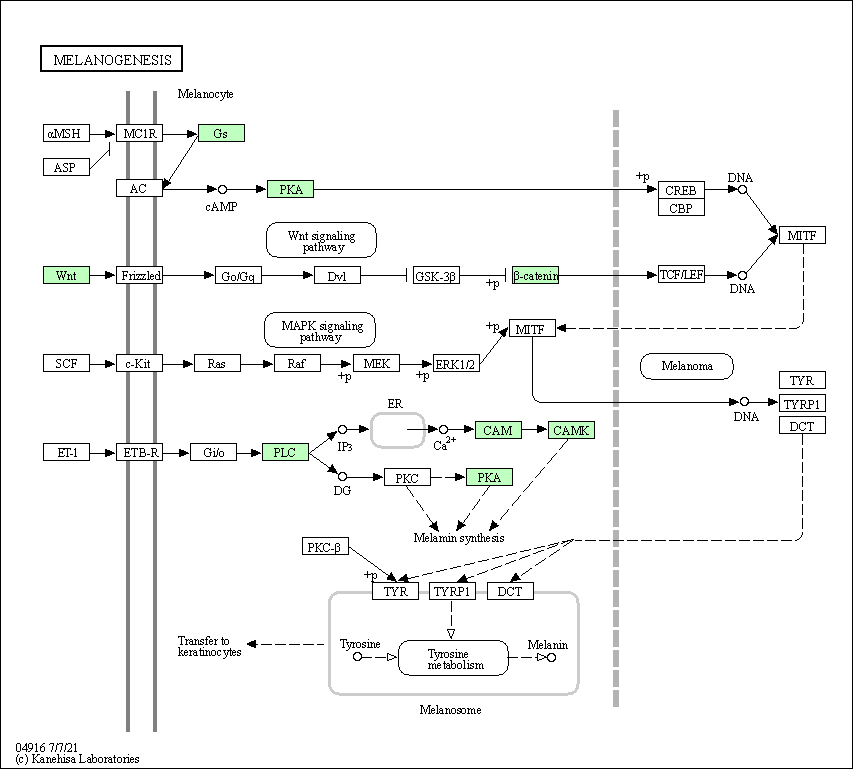 MELANOGENESIS
Melanocyte
αMSH
MC1R
Gs
ASP
AC
cAMP
PKA
+p
CREB
CBP
DNA
MITF
Wnt signaling
pathway
Wnt
Frizzled
Go/Gq
Dvl
GSK-3β
+p
β-catenin
TCF/LEF
DNA
MAPK signaling
pathway
+p
MITF
SCF
c-Kit
Ras
Raf
+p
MEK
+p
ERK1/2
Melanoma
TYR
DNA
TYRP1
DCT
ER
ET-1
ETB-R
Gi/o
PLC
IP3
Ca2+
CAM
CAMK
DG
PKC
PKA
Melamin synthesis
PKC-β
+p
TYR
TYRP1
DCT
Transfer to
keratinocytes
Tyrosine
Tyrosine
metabolism
Melanin
Melanosome
04916 7/7/21
(c) Kanehisa Laboratories